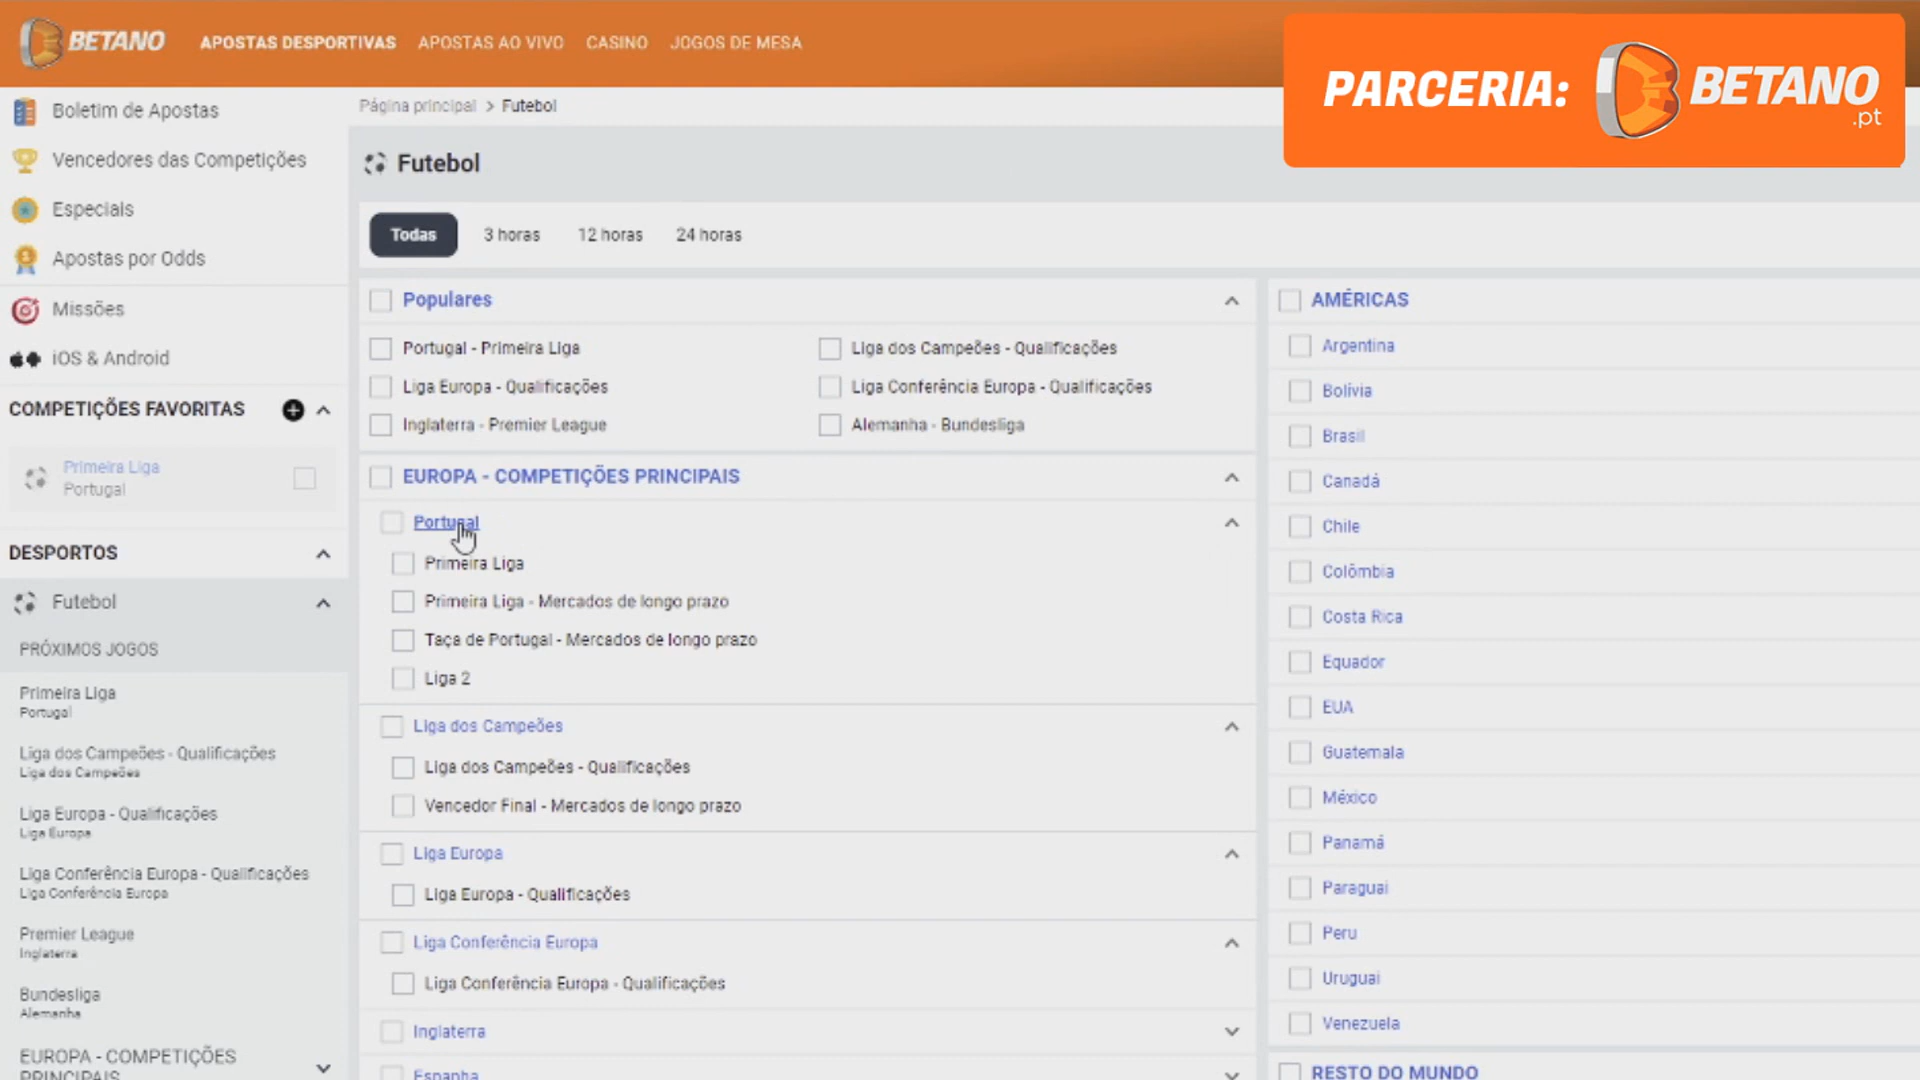 BETANO
APOSTAS DESPORTIVAS
APOSTAS AO VIVO
CASINO
JOGOS DE MESA
PARCERIA:
BETANO
.pt
Boletim de Apostas
Vencedores das Competições
Especiais
Apostas por Odds
Missões
iOS & Android
COMPETIÇÕES FAVORITAS
Primeira Liga
Portugal
DESPORTOS
Futebol
PRÓXIMOS JOGOS
Primeira Liga
Portugal
Liga dos Campeões - Qualificações
Liga dos Campeões
Liga Europa - Qualificações
Liga Europa
Liga Conferência Europa - Qualificações
Liga Conferência Europa
Premier League
Inglaterra
Bundesliga
Alemanha
EUROPA - COMPETIÇÕES
PRINCIPAIS
Página principal > Futebol
Futebol
Todas
3 horas
12 horas
24 horas
Populares
Portugal - Primeira Liga
Liga dos Campeões - Qualificações
Liga Europa - Qualificações
Liga Conferência Europa - Qualificações
Inglaterra - Premier League
Alemanha - Bundesliga
EUROPA - COMPETIÇÕES PRINCIPAIS
Portugal
Primeira Liga
Primeira Liga - Mercados de longo prazo
Taça de Portugal - Mercados de longo prazo
Liga 2
Liga dos Campeões
Liga dos Campeões - Qualificações
Vencedor Final - Mercados de longo prazo
Liga Europa
Liga Europa - Qualificações
Liga Conferência Europa
Liga Conferência Europa - Qualificações
Inglaterra
Espanha
AMÉRICAS
Argentina
Bolívia
Brasil
Canadá
Chile
Colômbia
Costa Rica
Equador
EUA
Guatemala
México
Panamá
Paraguai
Peru
Uruguai
Venezuela
RESTO DO MUNDO